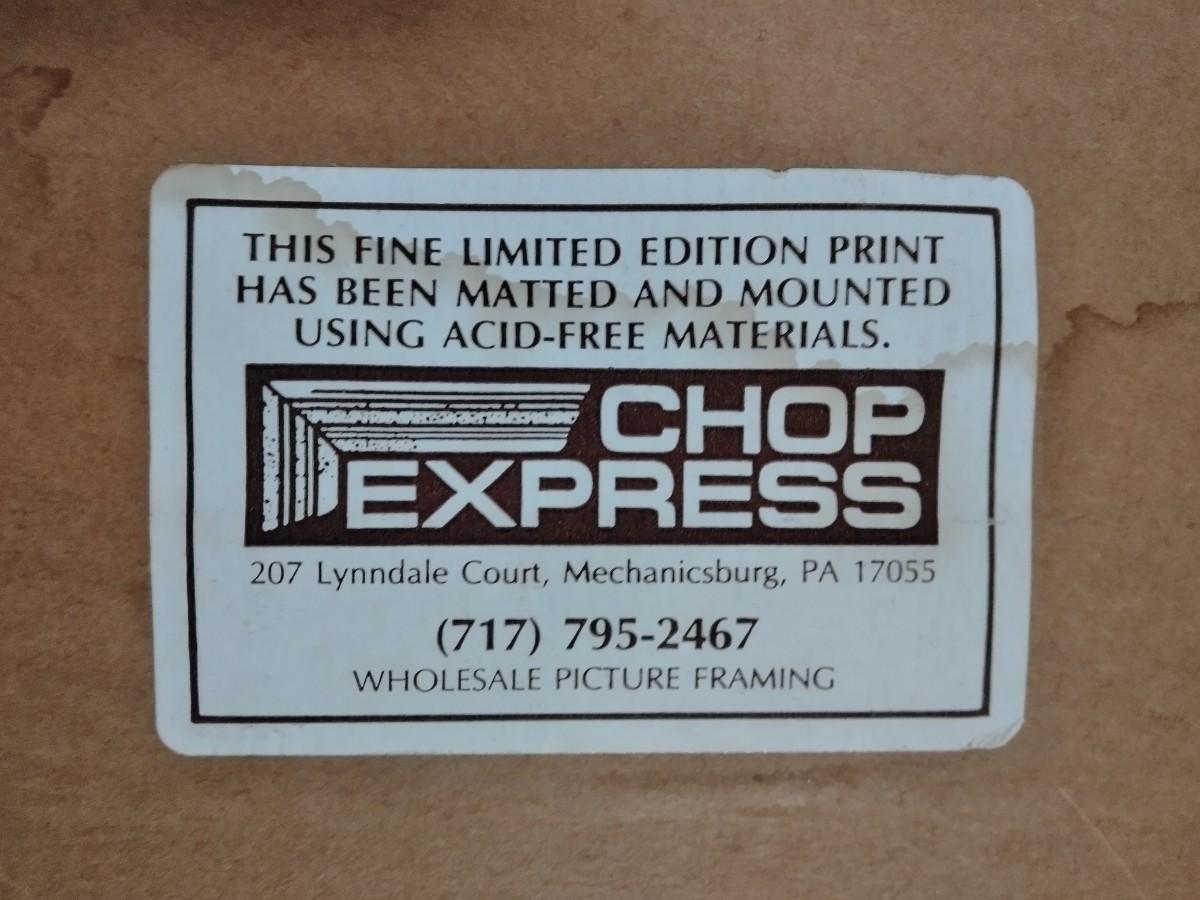 THIS FINE LIMITED EDITION PRINT
HAS BEEN MATTED AND MOUNTED
USING ACID-FREE MATERIALS.
CHOP
EXPRESS
207 Lynndale Court, Mechanicsburg, PA 17055
(717) 795-2467
WHOLESALE PICTURE FRAMING